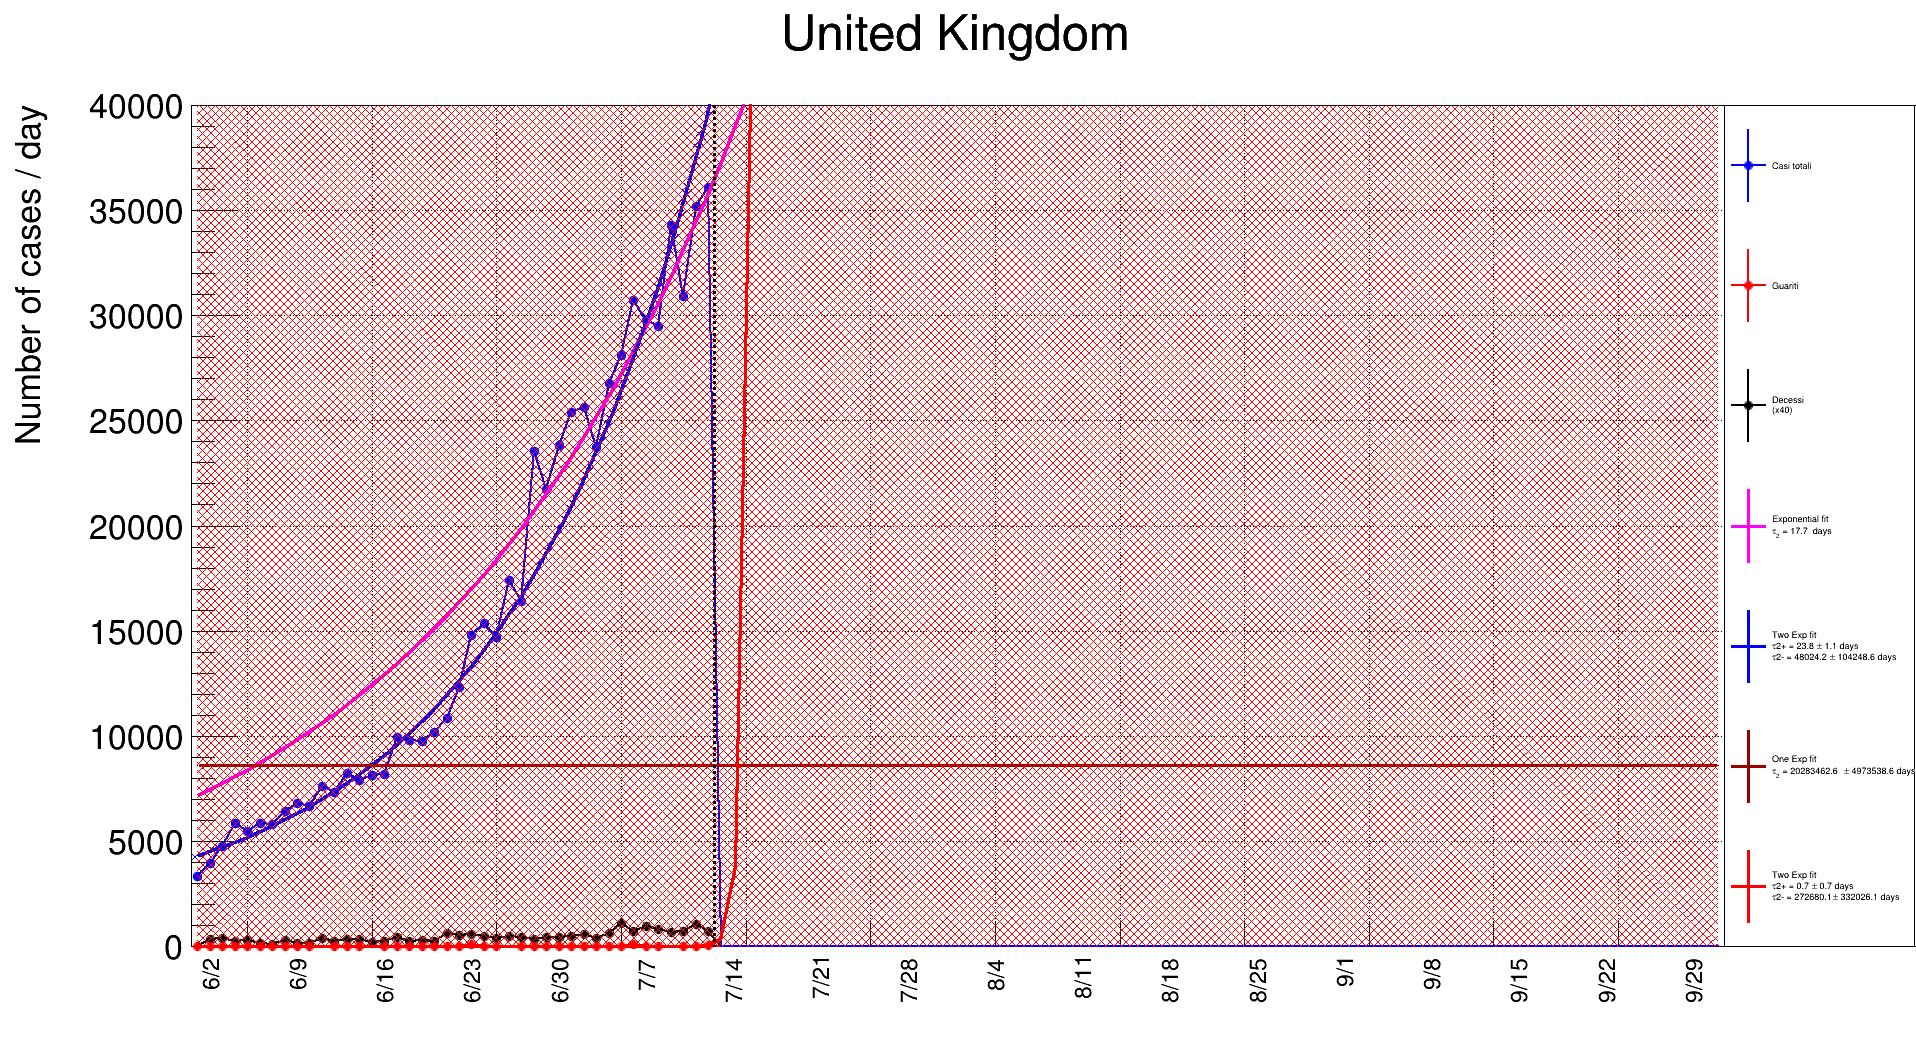 United Kingdom
Number of cases / day
40000
35000
30000
25000
20000
15000
10000
5000
0
6/2
6/9
6/16
6/23
6/30
7/7
7/14
7/21
7/28
8/4
8/11
8/18
8/25
9/1
9/8
9/15
9/22
9/29
Casi totali
Guariti
Decessi
(x40)
Exponential fit
τ2 = 17.7 days
Two Exp fit
τ2+ = 23.8 ± 1.1 days
τ2- = 48024.2 ± 104248.6 days
One Exp fit
τ2 = 20283462.6 ± 4973538.6 days
Two Exp fit
τ2+ = 0.7 ± 0.7 days
τ2- = 272680.1 ± 332026.1 days